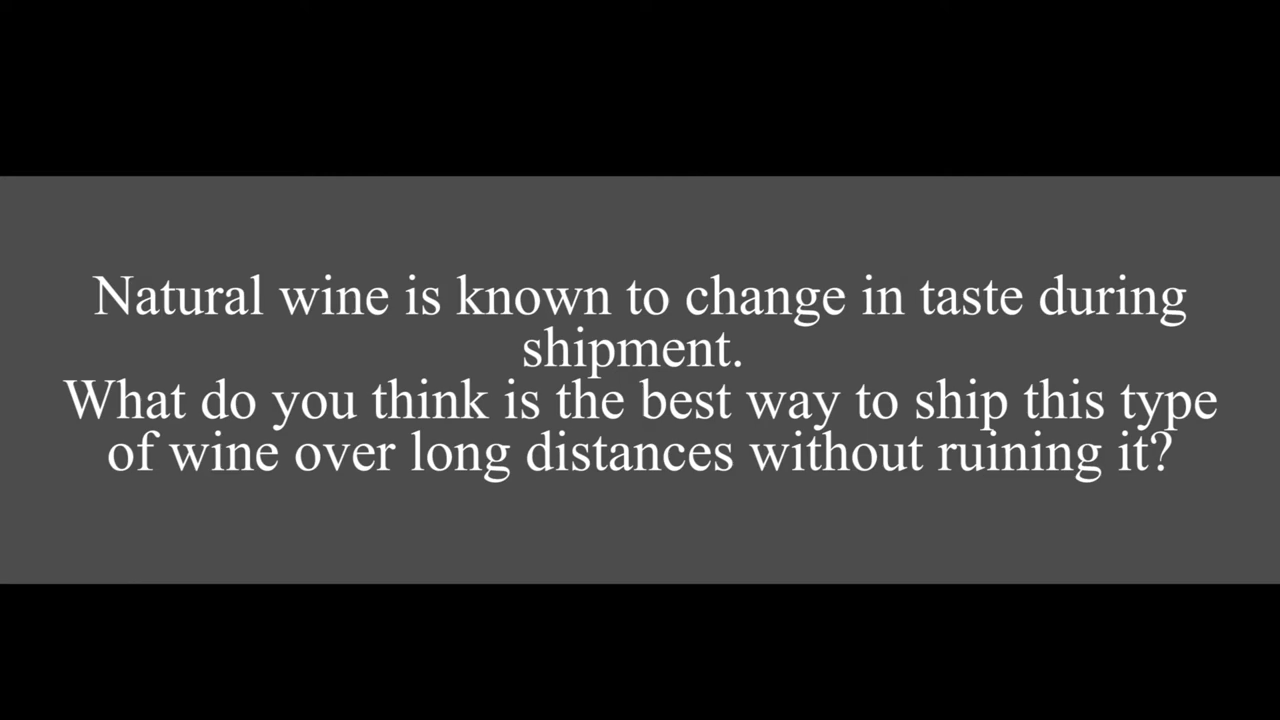 Natural wine is known to change in taste during
shipment.
What do you think is the best way to ship this type
of wine over long distances without ruining it?